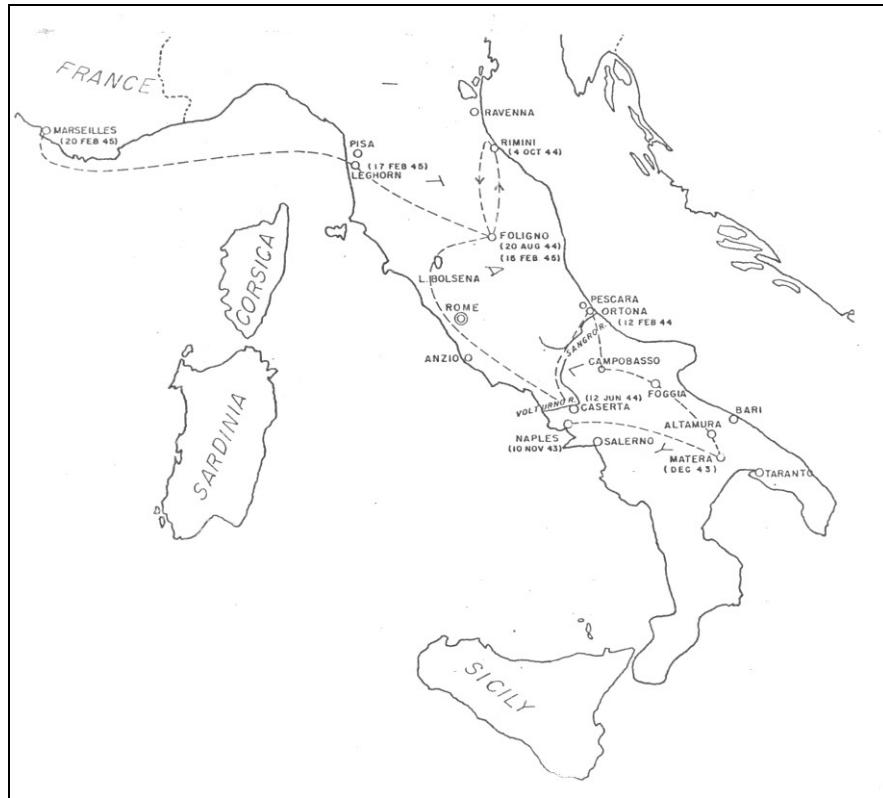 FRANCE
MARSEILLES
(20 FEB 45)
PISA
(17 FEB 45)
LEGHORN
I
T
A
RAVENNA
RIMINI
(4 OCT 44)
FOLIGNO
(20 AUG 44)
(16 FEB 45)
L. BOLSENA
ROME
ANZIO
CORSICA
SARDINIA
PESCARA
ORTONA
(12 FEB 44
SANGRO R.
CAMPOBASSO
FOGGIA
VOLTURNO R.
(12 JUN 44)
CASERTA
BARI
ALTAMURA
NAPLES
(10 NOV 43)
SALERNO
MATERA
(DEC 43)
TARANTO
SICILY